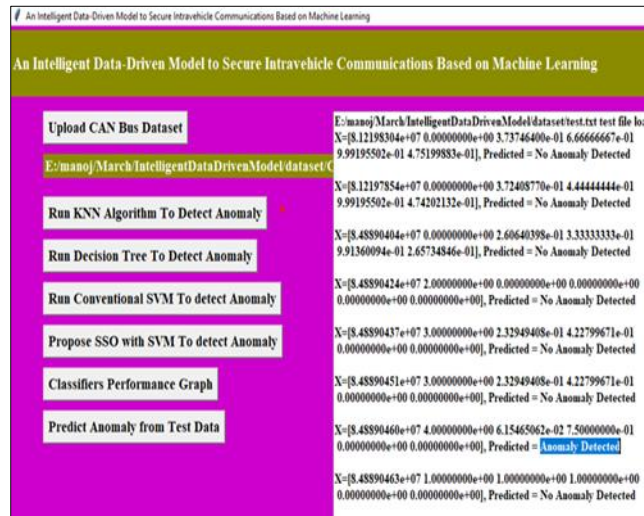 An Intelligent Data-Driven Model to Secure Intravehicle Communications Based on Machine Learning
An Intelligent Data-Driven Model to Secure Intravehicle Communications Based on Machine Learning
Upload CAN Bus Dataset
E:/manoj/March/IntelligentDataDrivenModel/dataset/C
Run KNN Algorithm To Detect Anomaly
Run Decision Tree To Detect Anomaly
Run Conventional SVM To detect Anomaly
Propose SSO with SVM To detect Anomaly
Classifiers Performance Graph
Predict Anomaly from Test Data
E:/manoj/March/IntelligentDataDrivenModel/dataset/test.txt test file loa
X=[8.12198304e+07 0.00000000e+00 3.73746400e-01 6.66666667e-01
9.99195502e-01 4.75199883e-01], Predicted = No Anomaly Detected
X=[8.12197854e+07 0.00000000e+00 3.72408770e-01 4.44444444e-01
9.99195502e-01 4.74202132e-01], Predicted = No Anomaly Detected
X=[8.48890404e+07 0.00000000e+00 2.60640398e-01 3.33333333e-01
9.91360094e-01 2.65734846e-01], Predicted = No Anomaly Detected
X=[8.48890424e+07 2.00000000e+00 0.00000000e+00 0.00000000e+00
0.00000000e+00 0.00000000e+00], Predicted = No Anomaly Detected
X=[8.48890437e+07 3.00000000e+00 2.32949408e-01 4.22799671e-01
0.00000000e+00 0.00000000e+00], Predicted = No Anomaly Detected
X=[8.48890451e+07 3.00000000e+00 2.32949408e-01 4.22799671e-01
0.00000000e+00 0.00000000e+00], Predicted = No Anomaly Detected
X=[8.48890460e+07 4.00000000e+00 6.15465062e-02 7.50000000e-01
0.00000000e+00 0.00000000e+00], Predicted = Anomaly Detected
X=[8.48890463e+07 1.00000000e+00 1.00000000e+00 1.00000000e+00
0.00000000e+00 0.00000000e+00], Predicted = No Anomaly Detected